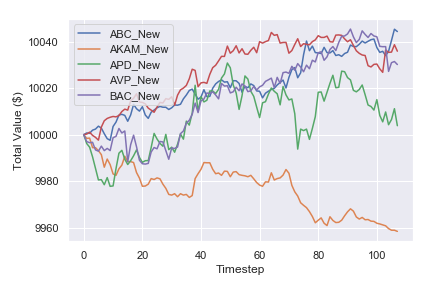 ABC_New
AKAM_New
APD_New
AVP_New
BAC_New
Total Value ($)
10040
10020
10000
9980
9960
0
20
40
60
80
100
Timestep